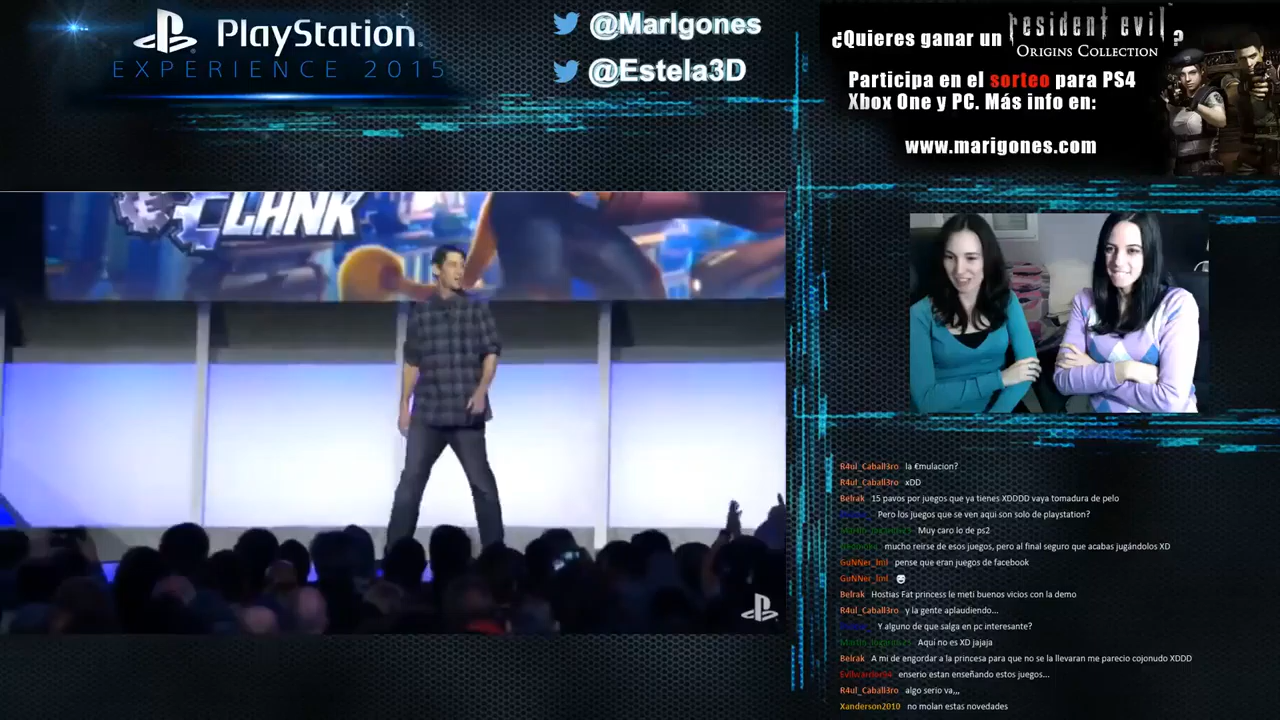 PlayStation
EXPERIENCE 2015
@MarIgones
@Estela3D
¿Quieres ganar un resident evil ?
ORIGINS COLLECTION
Participa en el sorteo para PS4
Xbox One y PC. Más info en:
www.marigones.com
CLANK
R4ul_Caball3ro la €mulacion?
R4ul_Caball3ro xDD
Belrak 15 pavos por juegos que ya tienes XDDDD vaya tomadura de pelo
Pero los juegos que se ven aqui son solo de playstation?
Muy caro lo de ps2
mucho reirse de esos juegos, pero al final seguro que acabas jugándolos XD
GuNNer_lml pense que eran juegos de facebook
GuNNer_lml
Belrak Hostias Fat princess le meti buenos vicios con la demo
R4ul_Caball3ro y la gente aplaudiendo...
Y alguno de que salga en pc interesante?
Aquí no es XD jajaja
Belrak A mi de engordar a la princesa para que no se la llevaran me parecio cojonudo XDDD
enserio estan enseñando estos juegos...
R4ul_Caball3ro algo serio va,,,
Xanderson2010 no molan estas novedades